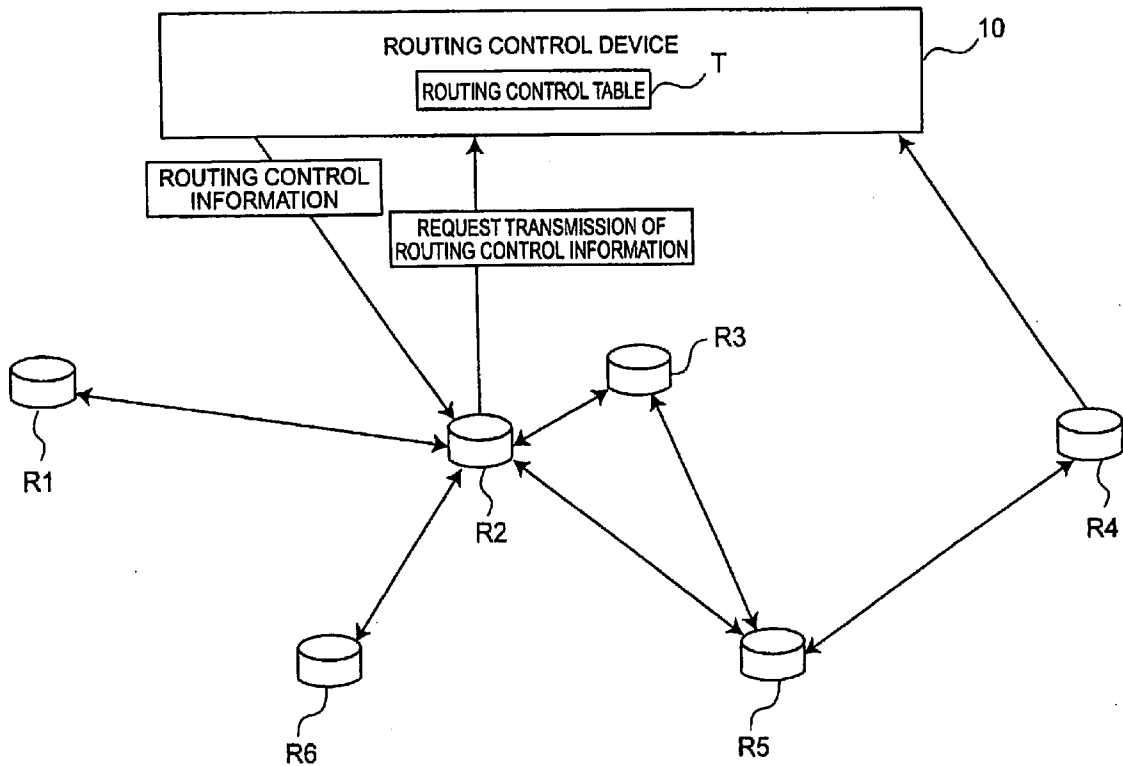 10
ROUTING CONTROL DEVICE
T
ROUTING CONTROL TABLE
ROUTING CONTROL
INFORMATION
REQUEST TRANSMISSION OF
ROUTING CONTROL INFORMATION
R3
R1
R2
R4
R6
R5